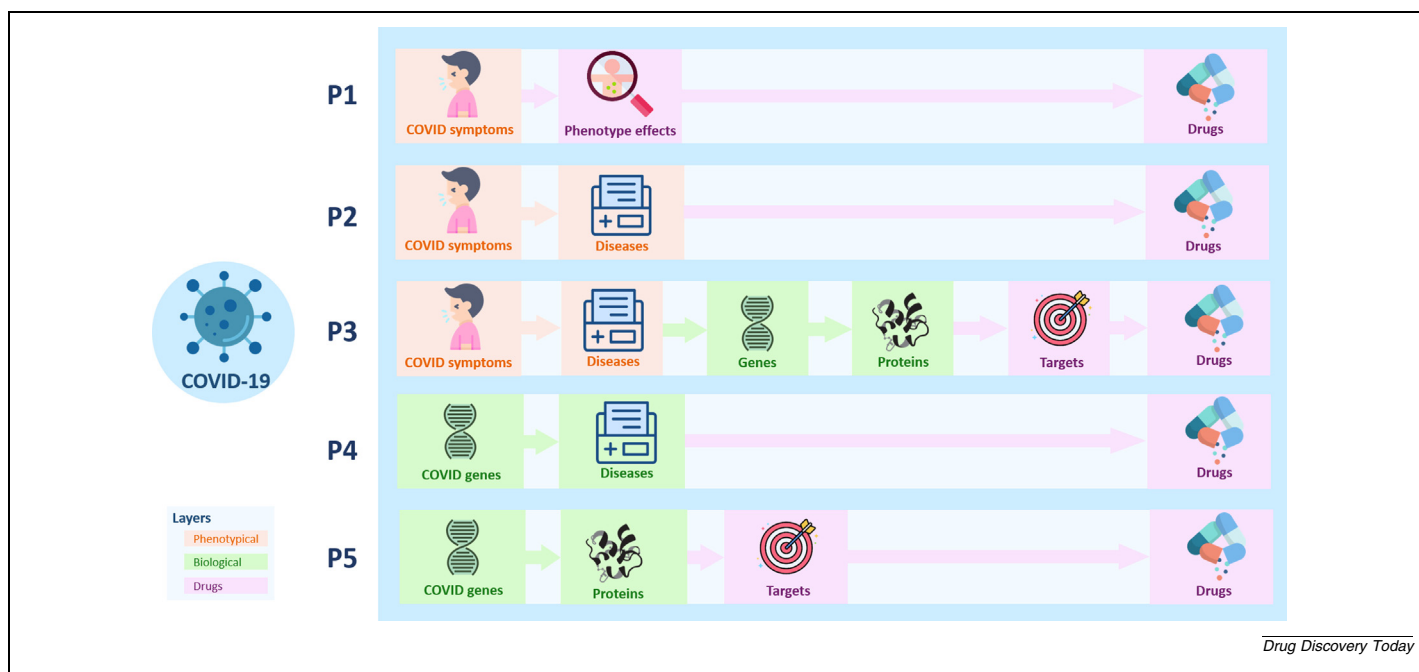 P1
COVID symptoms
Phenotype effects
Drugs
P2
COVID symptoms
Diseases
Drugs
P3
COVID symptoms
Diseases
Genes
Proteins
Targets
Drugs
COVID-19
P4
COVID genes
Diseases
Drugs
P5
COVID genes
Proteins
Targets
Drugs
Layers
Phenotypical
Biological
Drugs
Drug Discovery Today